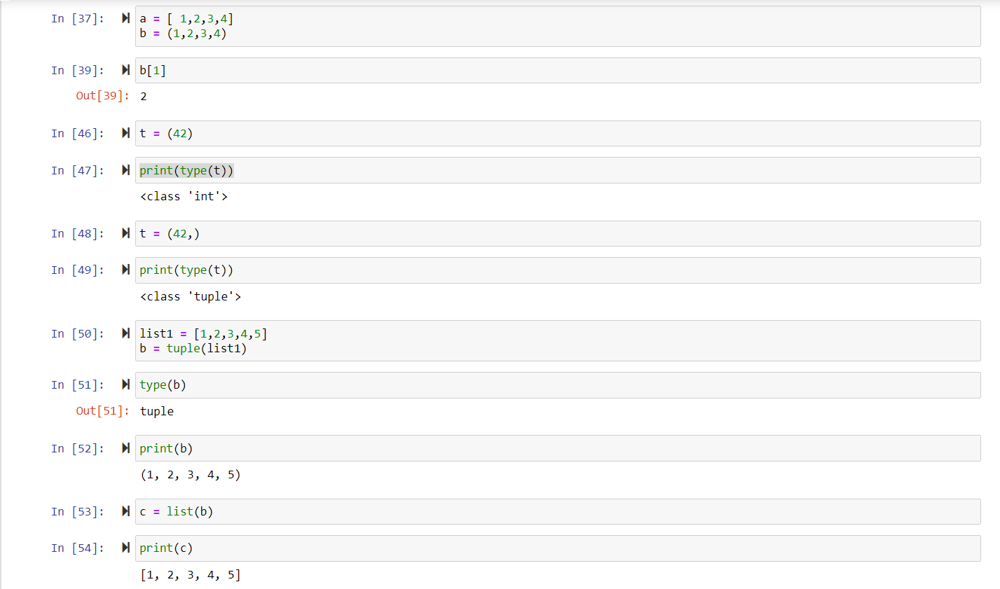 In [37]: a = [ 1,2,3,4]
b = (1,2,3,4)
In [39]: b[1]
Out[39]: 2
In [46]: t = (42)
In [47]: print(type(t))
<class 'int'>
In [48]: t = (42,)
In [49]: print(type(t))
<class 'tuple'>
In [50]: list1 = [1,2,3,4,5]
b = tuple(list1)
In [51]: type(b)
Out[51]: tuple
In [52]: print(b)
(1, 2, 3, 4, 5)
In [53]: c = list(b)
In [54]: print(c)
[1, 2, 3, 4, 5]